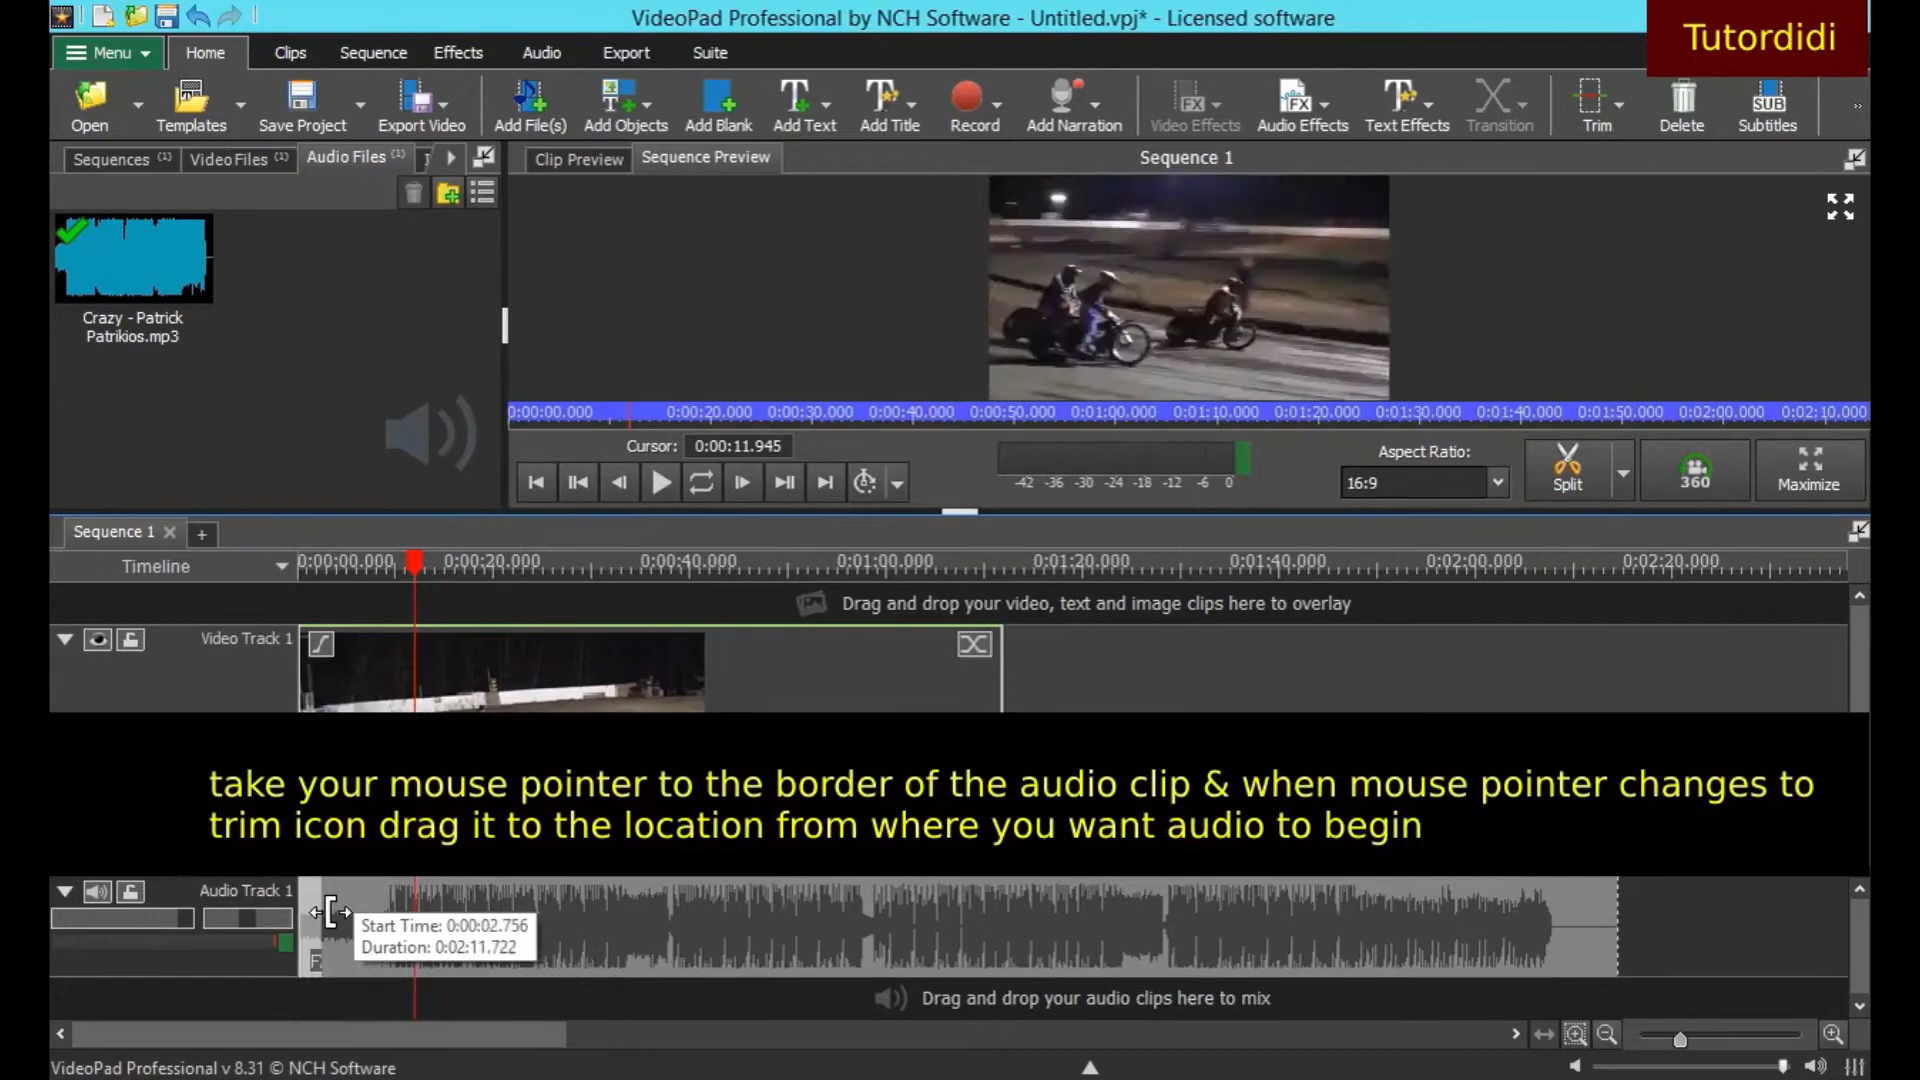 VideoPad Professional by NCH Software - Untitled.vpj* - Licensed software
Tutordidi
Menu Home Clips Sequence Effects Audio Export Suite
Open Templates Save Project Export Video Add File(s) Add Objects Add Blank Add Text Add Title Record Add Narration Video Effects Audio Effects Text Effects Transition Trim Delete Subtitles
Sequences (1) Video Files (1) Audio Files (1)
Clip Preview Sequence Preview Sequence 1
Crazy - Patrick
Patrikios.mp3
0:00:00.000 0:00:20.000 0:00:30.000 0:00:40.000 0:00:50.000 0:01:00.000 0:01:10.000 0:01:20.000 0:01:30.000 0:01:40.000 0:01:50.000 0:02:00.000 0:02:10.000
Cursor: 0:00:11.945
-42 -36 -30 -24 -18 -12 -6 0
Aspect Ratio:
16:9
Split 360 Maximize
Sequence 1
Timeline 0:00:00.000 0:00:20.000 0:00:40.000 0:01:00.000 0:01:20.000 0:01:40.000 0:02:00.000 0:02:20.000
Drag and drop your video, text and image clips here to overlay
Video Track 1
take your mouse pointer to the border of the audio clip & when mouse pointer changes to
trim icon drag it to the location from where you want audio to begin
Audio Track 1
Start Time: 0:00:02.756
Duration: 0:02:11.722
Drag and drop your audio clips here to mix
VideoPad Professional v 8.31 © NCH Software